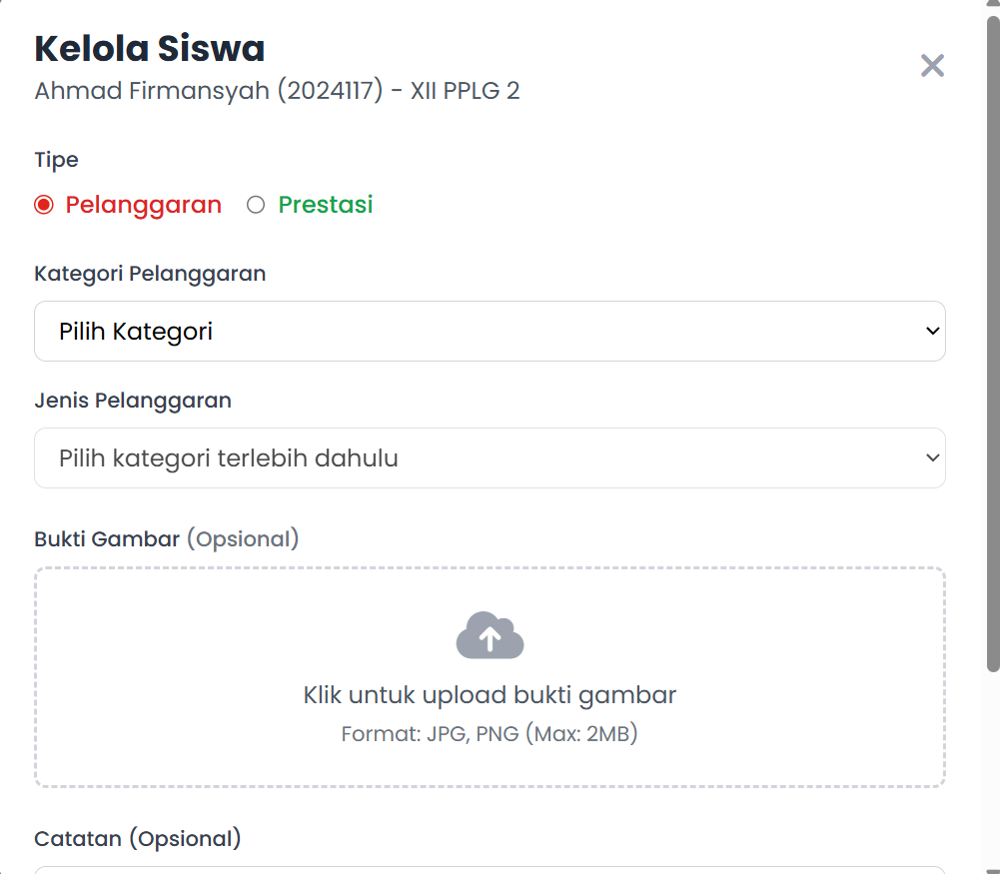 Kelola Siswa
Ahmad Firmansyah (2024117) - XII PPLG 2
Tipe
Pelanggaran Prestasi
Kategori Pelanggaran
Pilih Kategori
Jenis Pelanggaran
Pilih kategori terlebih dahulu
Bukti Gambar (Opsional)
Klik untuk upload bukti gambar
Format: JPG, PNG (Max: 2MB)
Catatan (Opsional)